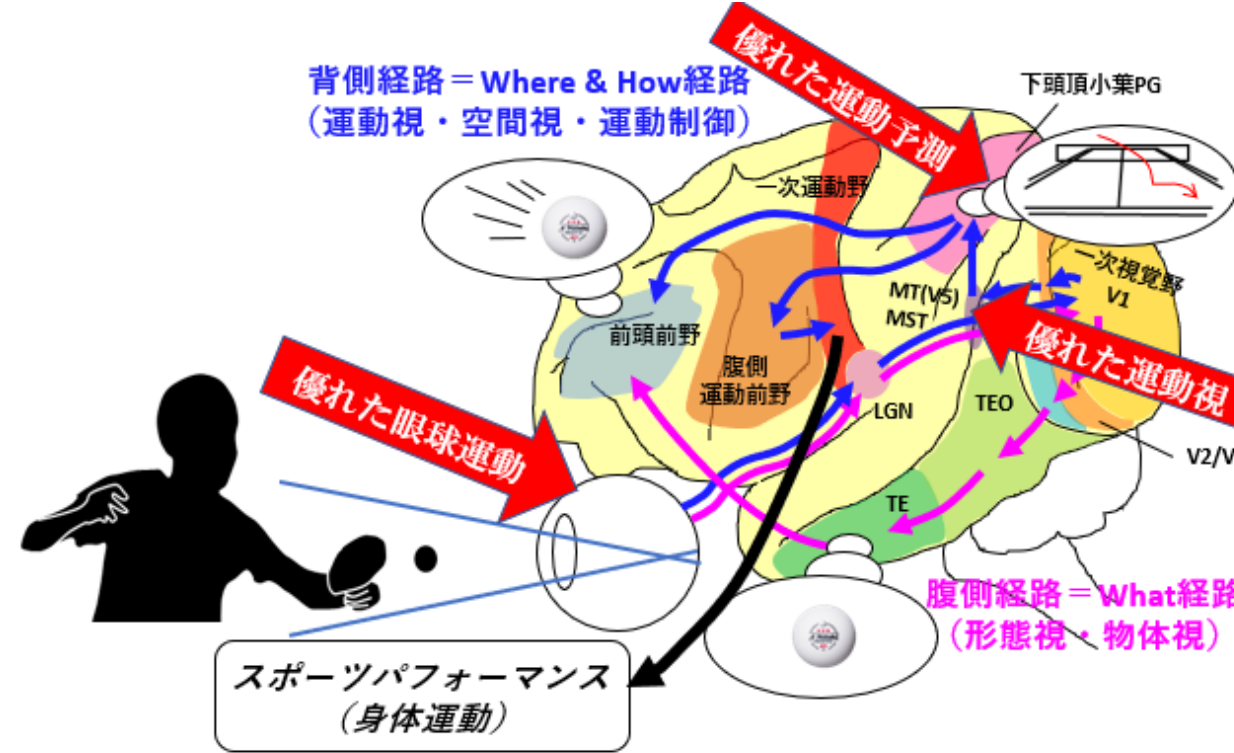 優れた運動予測
背側経路＝Where & How経路
（運動視・空間視・運動制御）
下頭頂小葉PG
一次運動野
一次視覚野
V1
MT(V5)
MST
前頭前野
腹側
運動前野
優れた運動視
優れた眼球運動
LGN
TEO
V2/V
TE
腹側経路＝What経路
（形態視・物体視）
スポーツパフォーマンス
（身体運動）